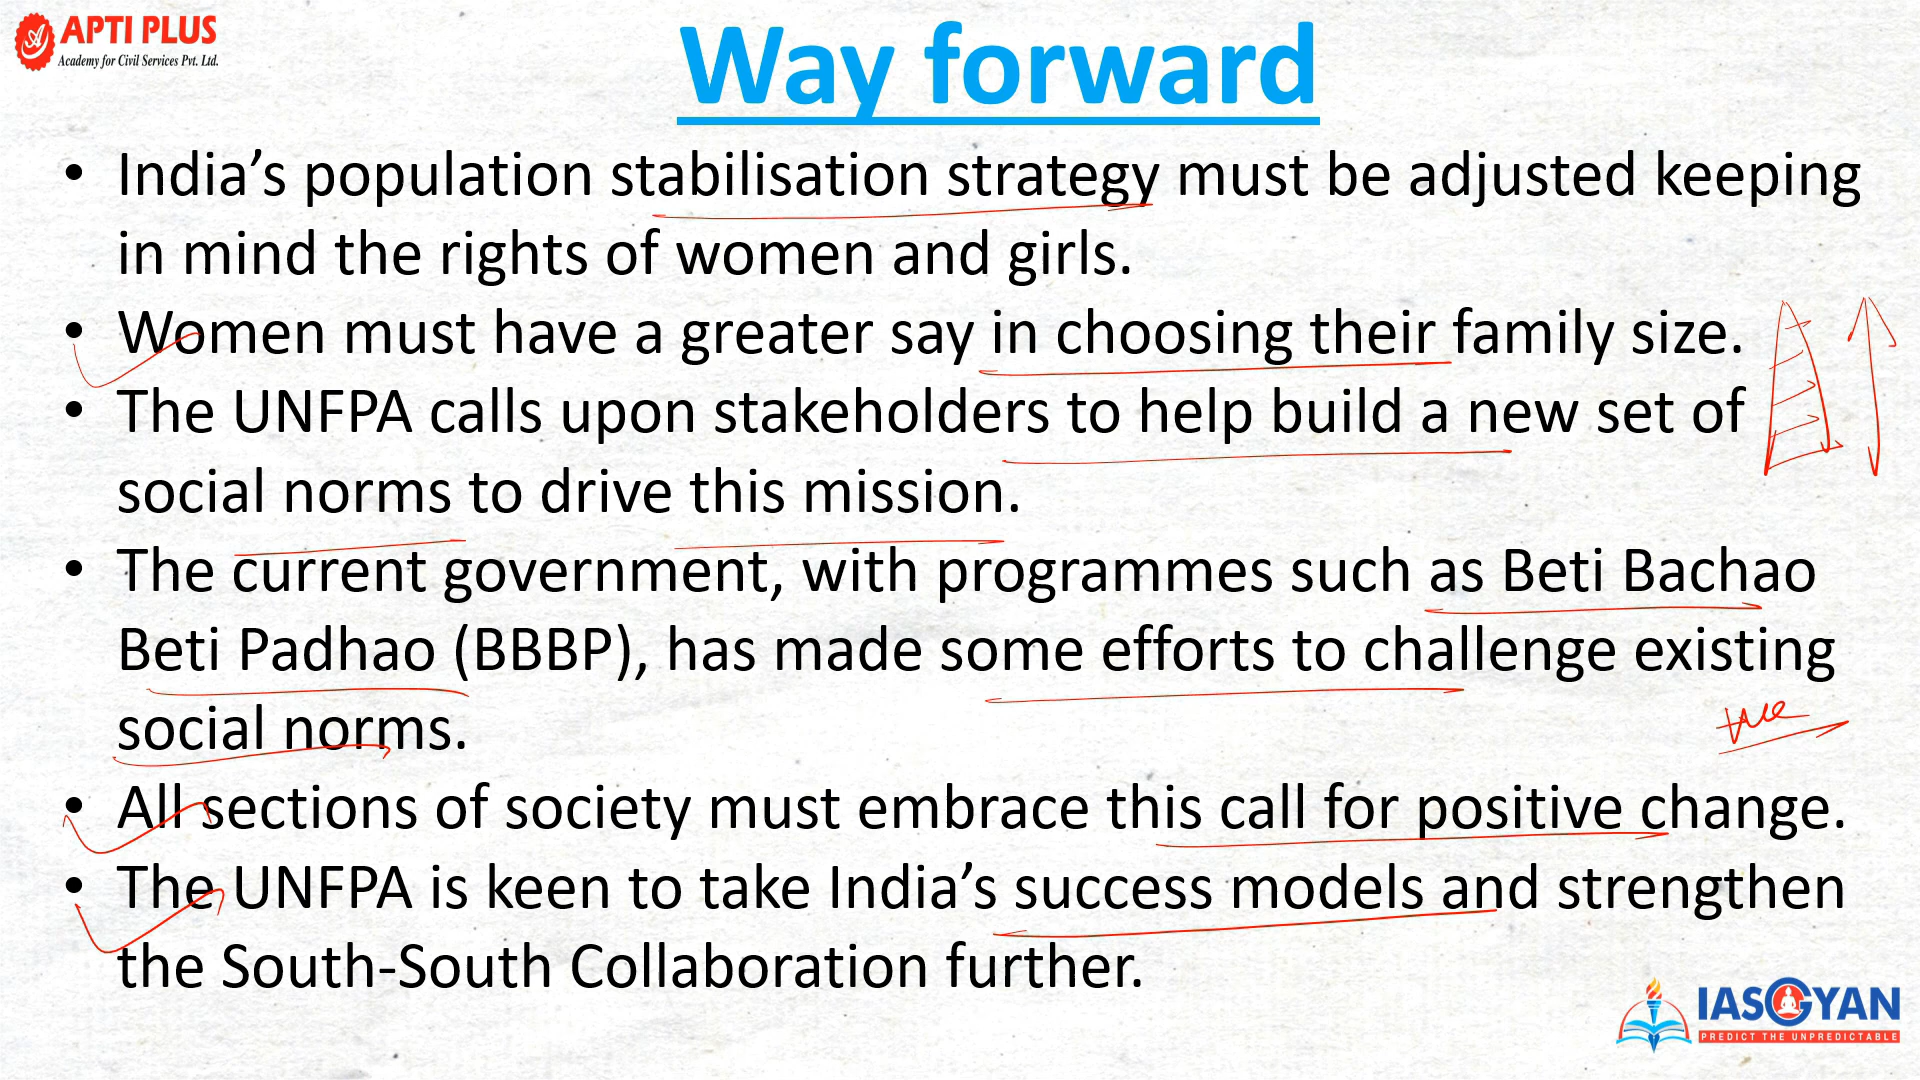 APTI PLUS
Academy for Civil Services Pvt. Ltd.
Way forward
• India’s population stabilisation strategy must be adjusted keeping
in mind the rights of women and girls.
• Women must have a greater say in choosing their family size.
• The UNFPA calls upon stakeholders to help build a new set of
social norms to drive this mission.
• The current government, with programmes such as Beti Bachao
Beti Padhao (BBBP), has made some efforts to challenge existing
social norms.
• All sections of society must embrace this call for positive change.
• The UNFPA is keen to take India’s success models and strengthen
the South-South Collaboration further.
IASGYAN
PREDICT THE UNPREDICTABLE